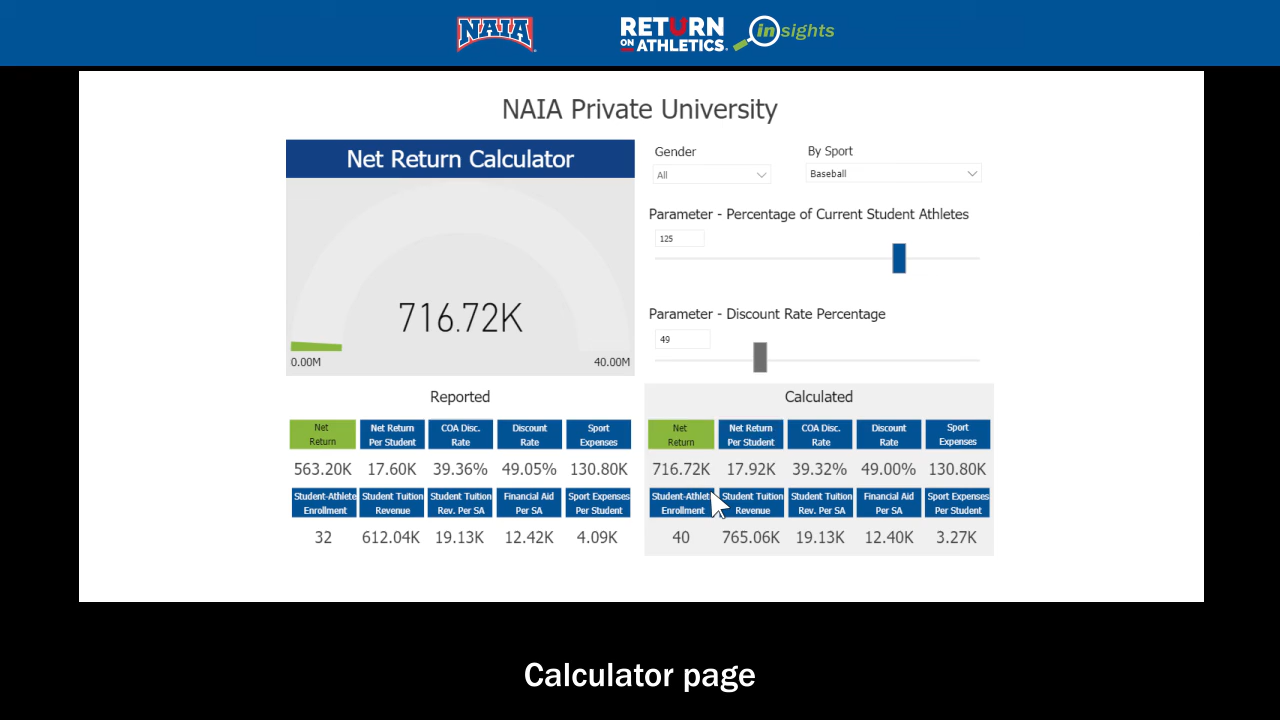 NAIA
RETURN
ON ATHELTICS.
insights
NAIA Private University
Net Return Calculator
716.72K
0.00M
40.00M
Gender
All
By Sport
Baseball
Parameter - Percentage of Current Student Athletes
125
Parameter - Discount Rate Percentage
49
Reported
Net Return
Net Return Per Student
COA Disc. Rate
Discount Rate
Sport Expenses
563.20K 17.60K 39.36% 49.05% 130.80K
Student-Athlete Enrollment
Student Tuition Revenue
Student Tuition Rev. Per SA
Financial Aid Per SA
Sport Expenses Per Student
32 612.04K 19.13K 12.42K 4.09K
Calculated
Net Return
Net Return Per Student
COA Disc. Rate
Discount Rate
Sport Expenses
716.72K 17.92K 39.32% 49.00% 130.80K
Student-Athlet Enrollment
Student Tuition Revenue
Student Tuition Rev. Per SA
Financial Aid Per SA
Sport Expenses Per Student
40 765.06K 19.13K 12.40K 3.27K
Calculator page